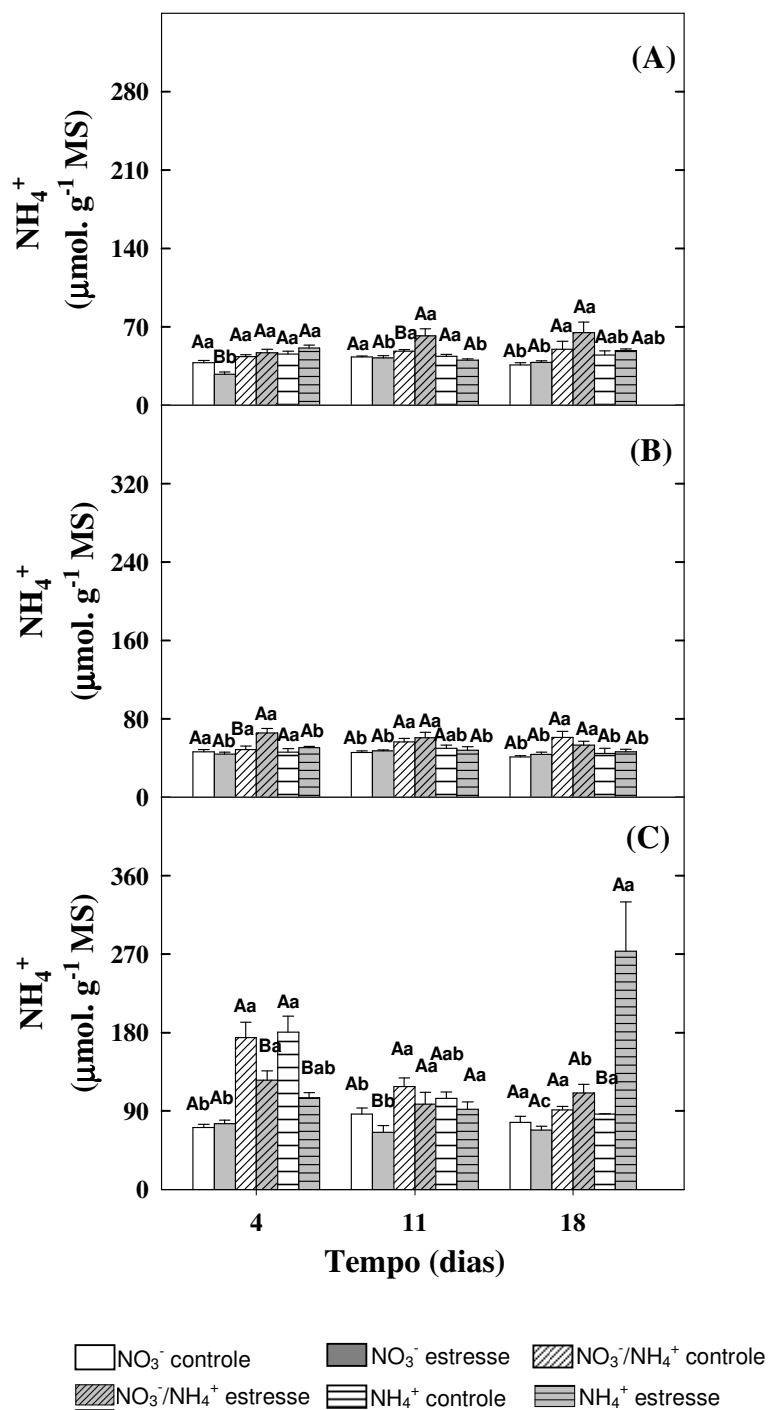 (A)
NH₄⁺
(μmol. g⁻¹ MS)
280
210
140
70
0
Aa Bb Aa Aa Aa Aa
Aa Ab Ba Aa Aa Ab
Ab Ab Aa Aa Aab Aab
(B)
NH₄⁺
(μmol. g⁻¹ MS)
320
240
160
80
0
Aa Ab Ba Aa Aa Ab
Ab Ab Aa Aa Aab Ab
Ab Ab Aa Aa Ab Ab
(C)
NH₄⁺
(μmol. g⁻¹ MS)
360
270
180
90
0
Ab Ab Aa Ba Aa Bab
Ab Bb Aa Aa Aab Aa
Aa Ac Aa Ab Ba Aa
4 11 18
Tempo (dias)
NO₃⁻ controle NO₃⁻ estresse NO₃⁻/NH₄⁺ controle
NO₃⁻/NH₄⁺ estresse NH₄⁺ controle NH₄⁺ estresse